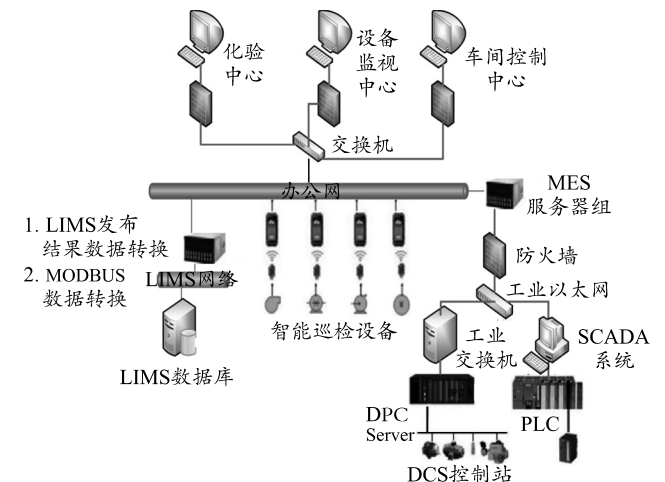 化验
中心
设备
监视
中心
车间控制
中心
交换机
办公网
MES
服务器组
1. LIMS发布
结果数据转换
2. MODBUS
数据转换
LIMS网络
LIMS数据库
智能巡检设备
防火墙
工业以太网
工业
交换机
SCADA
系统
DPC
Server
PLC
DCS控制站